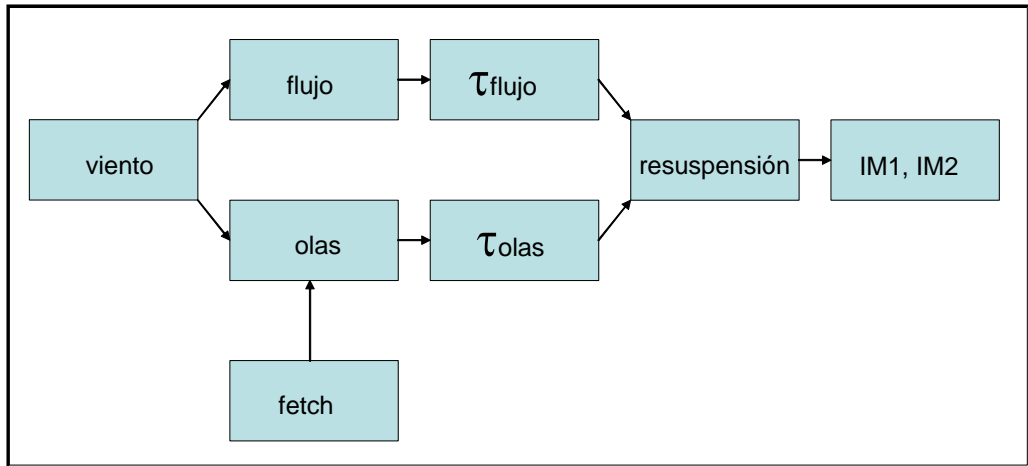 flujo
τflujo
viento
resuspensión
IM1, IM2
olas
τolas
fetch